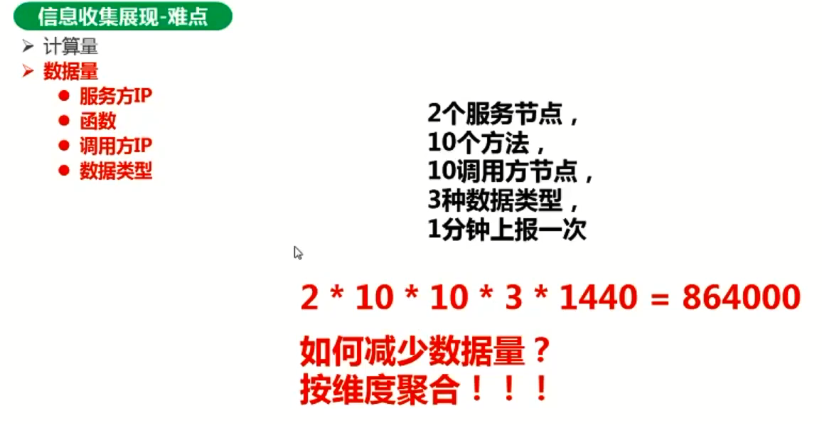 信息收集展现-难点
计算量
数据量
服务方IP
函数
调用方IP
数据类型
2个服务节点，
10个方法，
10调用方节点，
3种数据类型，
1分钟上报一次
2 * 10 * 10 * 3 * 1440 = 864000
如何减少数据量？
按维度聚合！！！